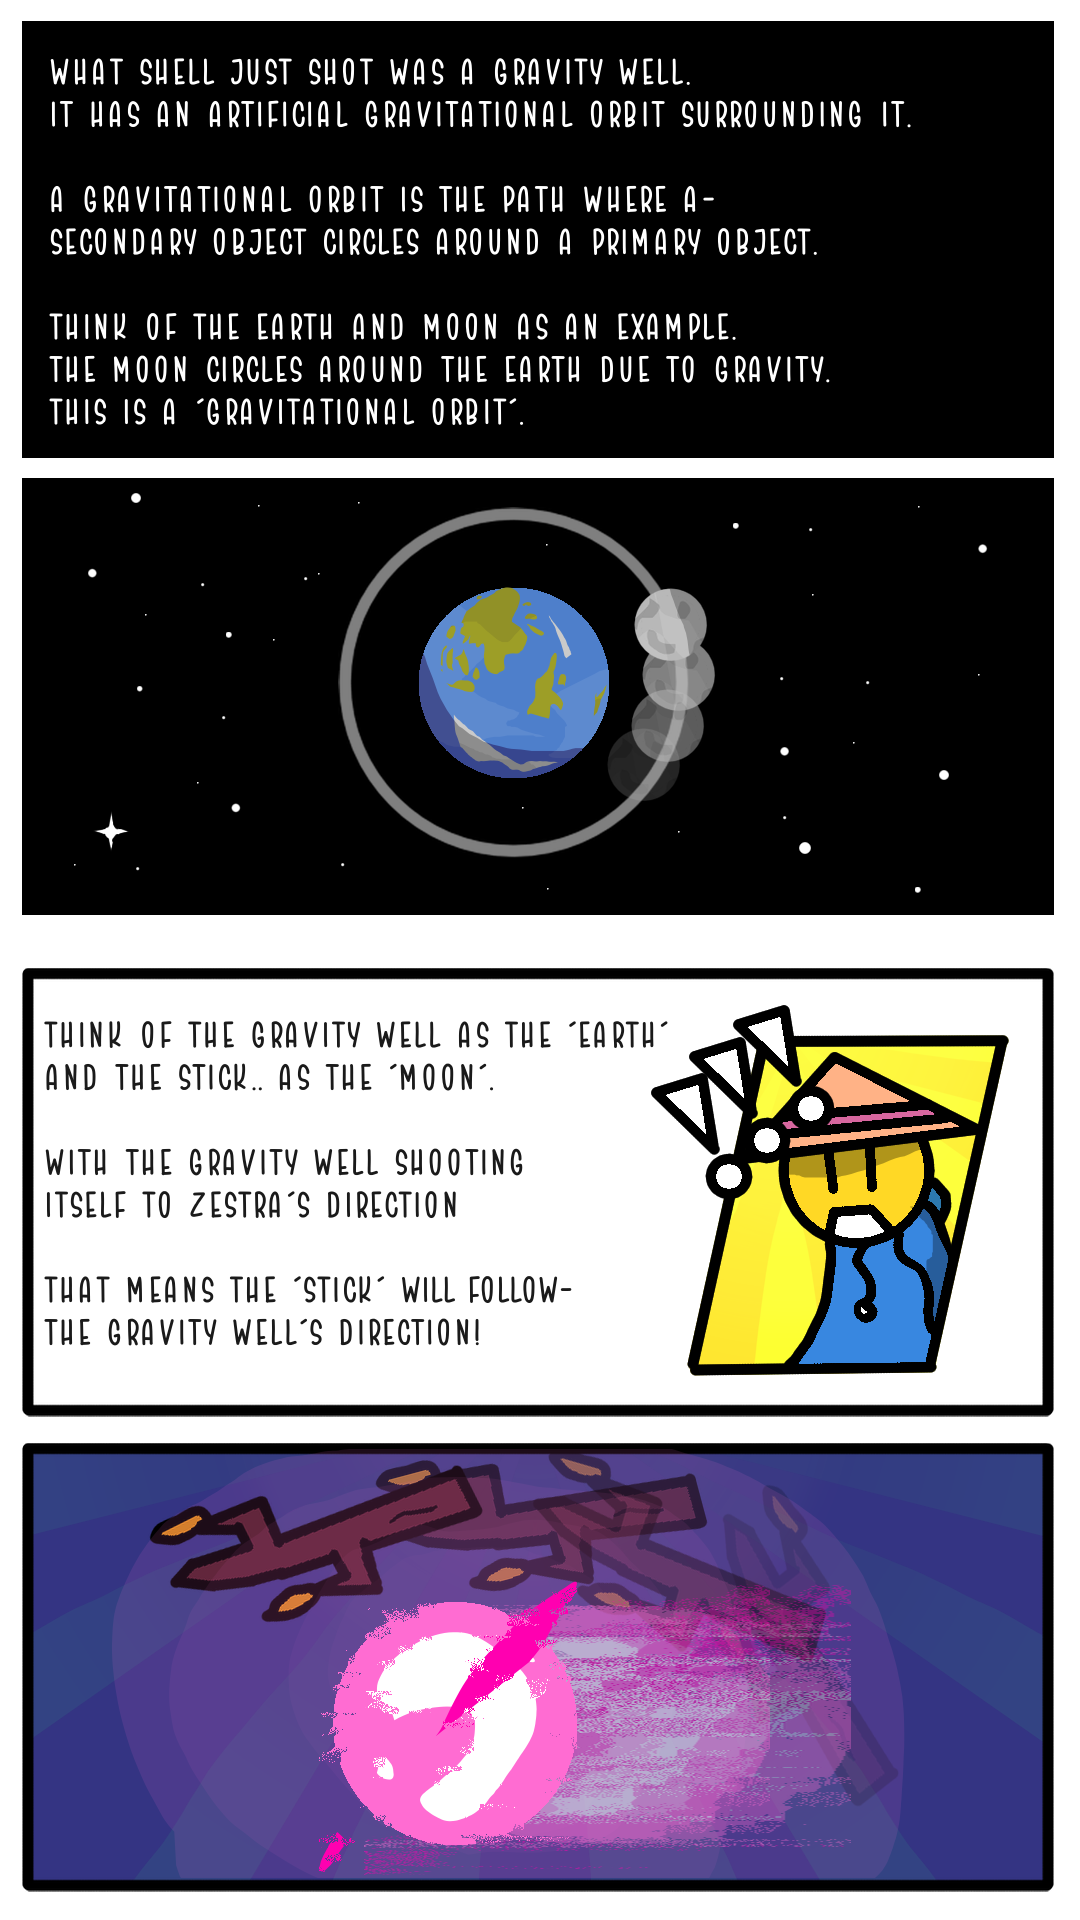 WHAT SHELL JUST SHOT WAS A GRAVITY WELL.
IT HAS AN ARTIFICIAL GRAVITATIONAL ORBIT SURROUNDING IT.
A GRAVITATIONAL ORBIT IS THE PATH WHERE A-
SECONDARY OBJECT CIRCLES AROUND A PRIMARY OBJECT.
THINK OF THE EARTH AND MOON AS AN EXAMPLE.
THE MOON CIRCLES AROUND THE EARTH DUE TO GRAVITY.
THIS IS A 'GRAVITATIONAL ORBIT'.
THINK OF THE GRAVITY WELL AS THE 'EARTH'
AND THE STICK.. AS THE 'MOON'.
WITH THE GRAVITY WELL SHOOTING
ITSELF TO ZESTRA'S DIRECTION
THAT MEANS THE 'STICK' WILL FOLLOW-
THE GRAVITY WELL'S DIRECTION!